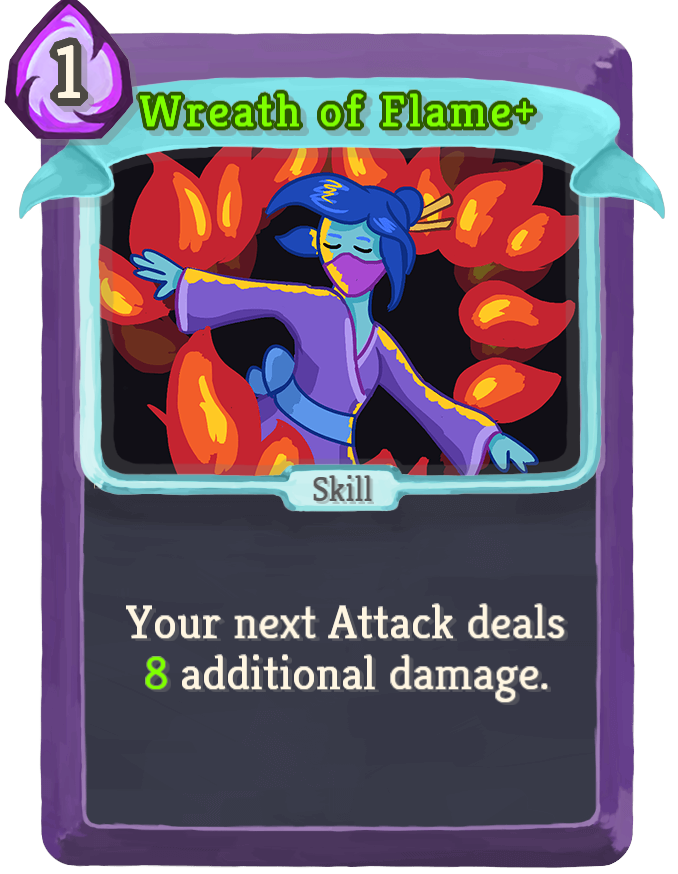 1
Wreath of Flame+
Skill
Your next Attack deals
8 additional damage.